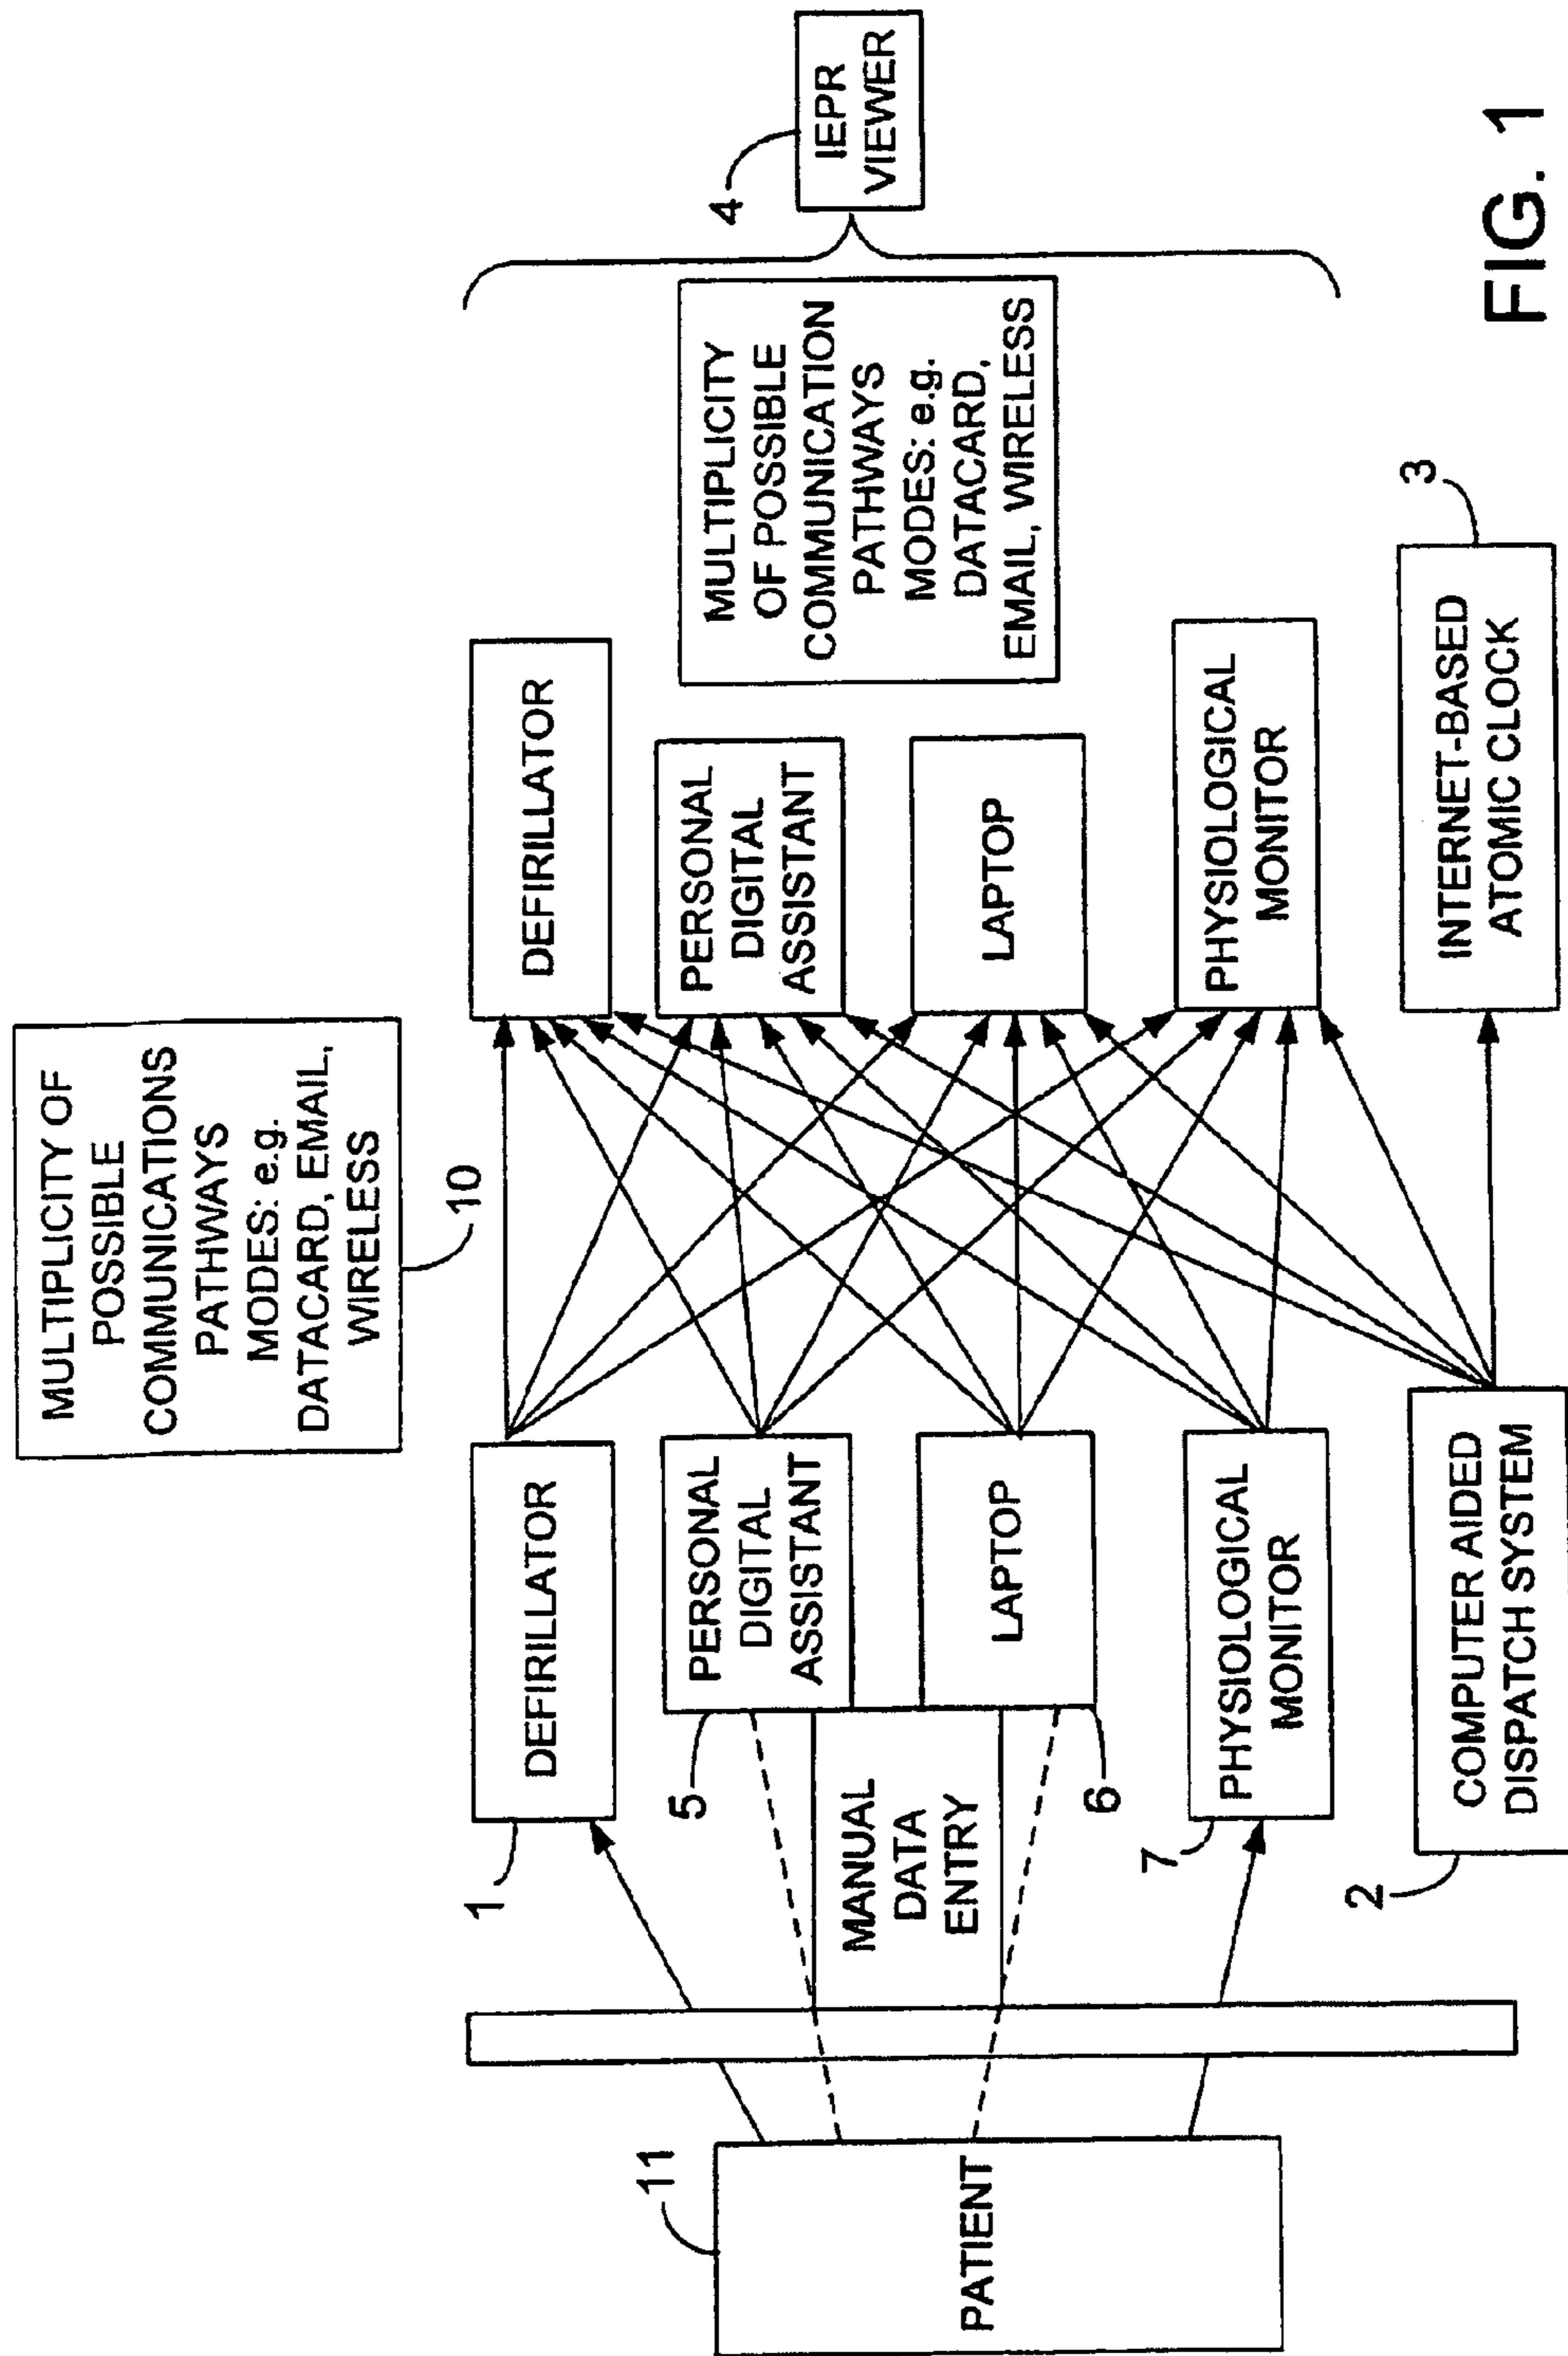 MULTIPLICITY OF
POSSIBLE
COMMUNICATIONS
PATHWAYS
MODES: e.g.
DATACARD, EMAIL,
WIRELESS
10
11
PATIENT
MANUAL
DATA
ENTRY
1
DEFIRILLATOR
5
PERSONAL
DIGITAL
ASSISTANT
LAPTOP
6
7
PHYSIOLOGICAL
MONITOR
2
COMPUTER AIDED
DISPATCH SYSTEM
DEFIRILLATOR
PERSONAL
DIGITAL
ASSISTANT
LAPTOP
PHYSIOLOGICAL
MONITOR
INTERNET-BASED
ATOMIC CLOCK
3
MULTIPLICITY
OF POSSIBLE
COMMUNICATION
PATHWAYS
MODES: e.g.
DATACARD,
EMAIL, WIRELESS
4
IEPR
VIEWER
FIG. 1